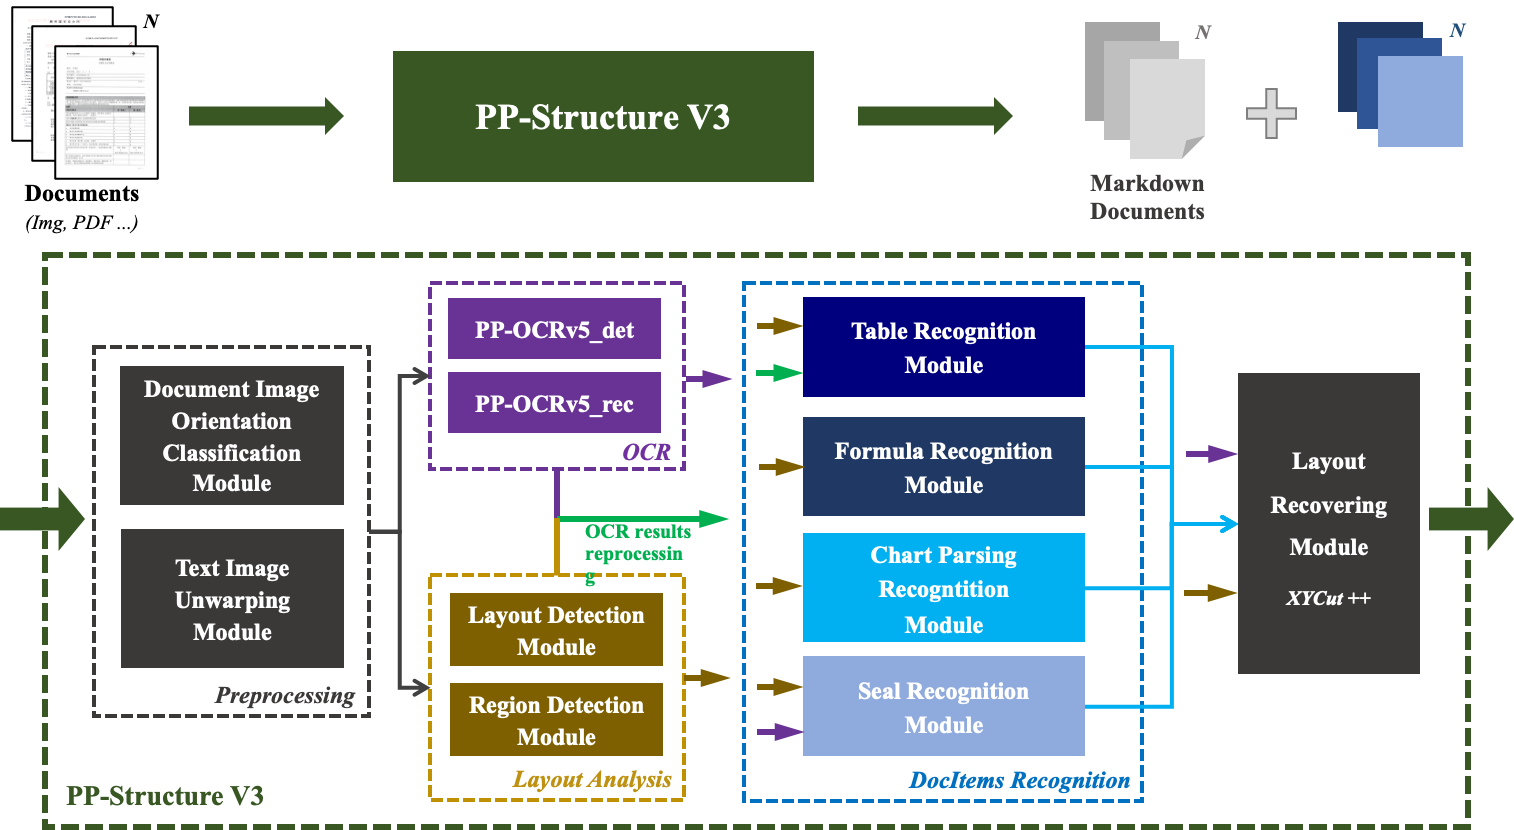 N
Documents
(Img, PDF ...)
PP-Structure V3
N
Markdown
Documents
N
Document Image
Orientation
Classification
Module
Text Image
Unwarping
Module
Preprocessing
PP-OCRv5_det
PP-OCRv5_rec
OCR
OCR results
reprocessin
g
Layout Detection
Module
Region Detection
Module
Layout Analysis
Table Recognition
Module
Formula Recognition
Module
Chart Parsing
Recogntition
Module
Seal Recognition
Module
DocItems Recognition
Layout
Recovering
Module
XYCut ++
PP-Structure V3